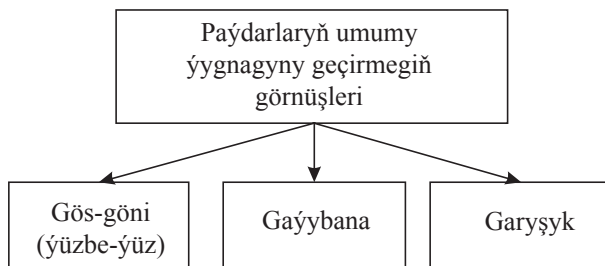 Paýdarlaryň umumy
ýygnagyny geçirmegiň
görnüşleri
Gös-göni
(ýüzbe-ýüz)
Gaýybana
Garyşyk